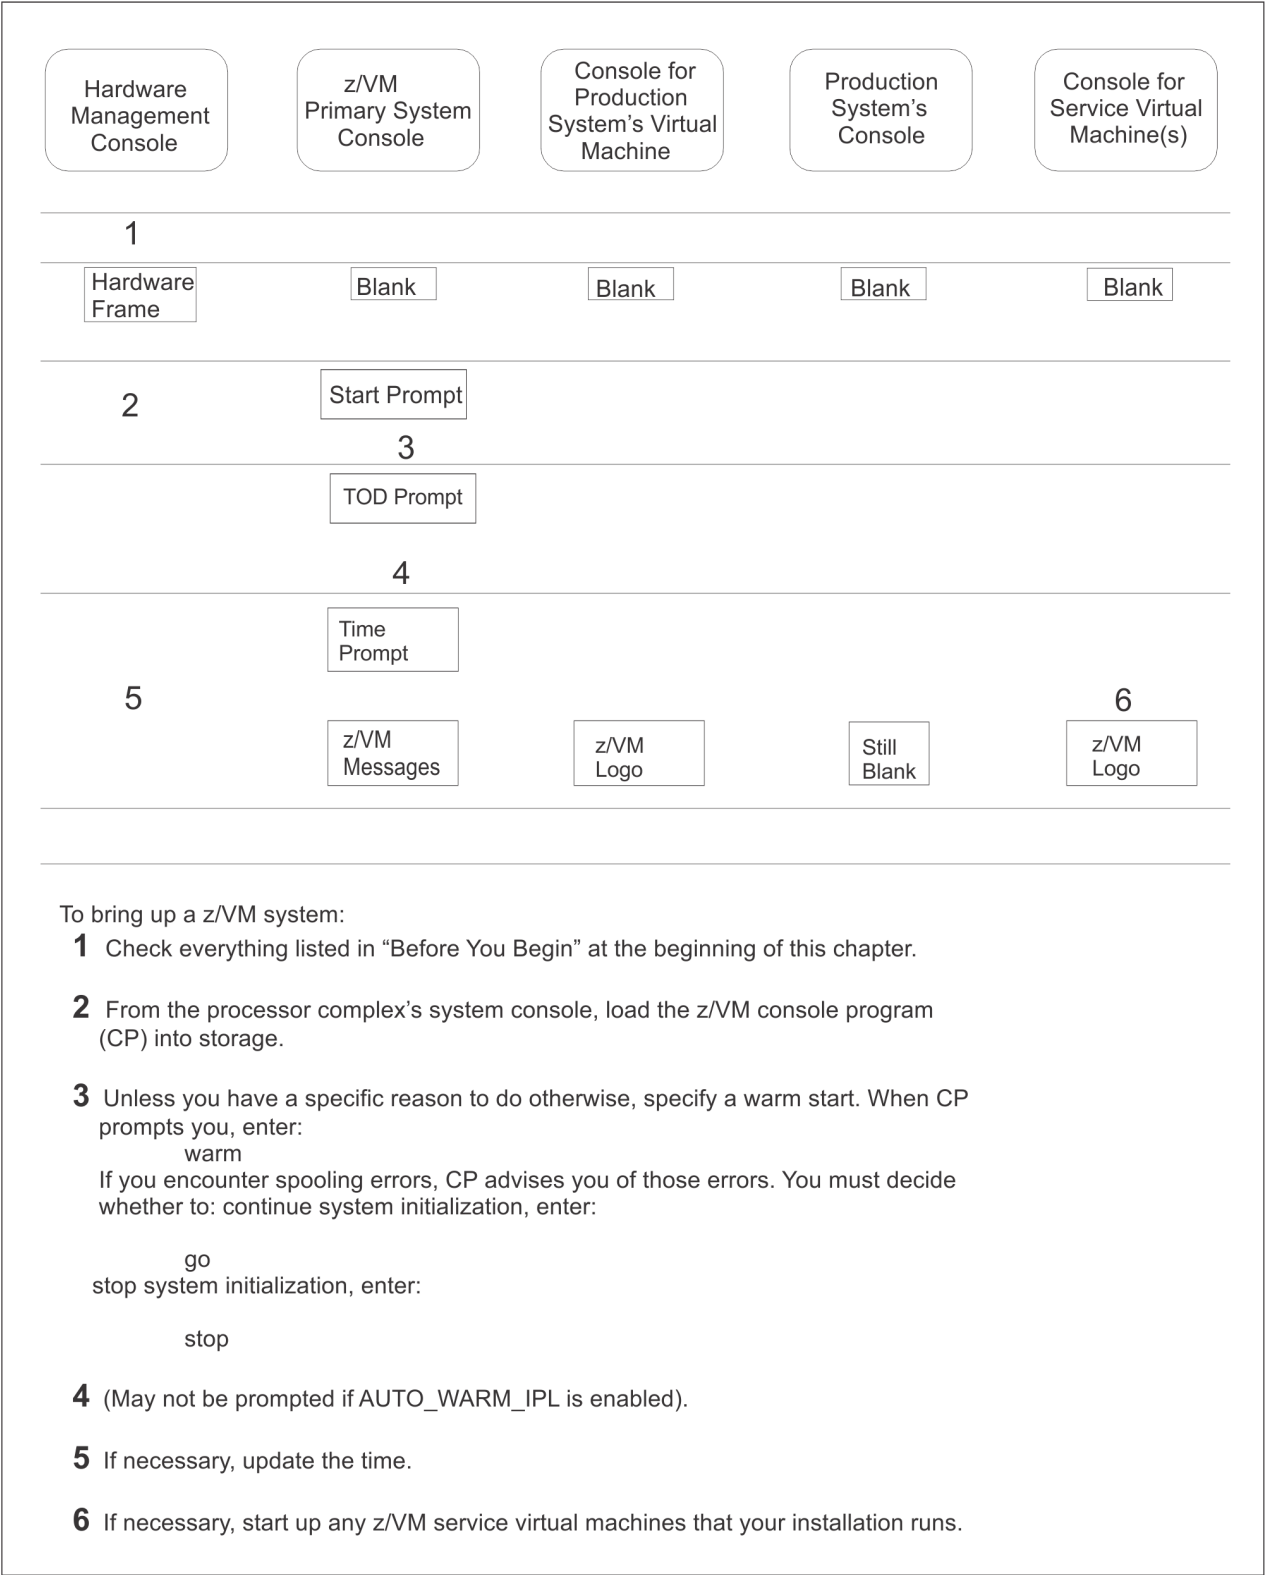 Hardware
Management
Console
z/VM
Primary System
Console
Console for
Production
System's Virtual
Machine
Production
System's
Console
Console for
Service Virtual
Machine(s)
1
Hardware
Frame
Blank
Blank
Blank
Blank
2
Start Prompt
3
TOD Prompt
4
Time
Prompt
5
6
z/VM
Messages
z/VM
Logo
Still
Blank
z/VM
Logo
To bring up a z/VM system:
1 Check everything listed in “Before You Begin” at the beginning of this chapter.
2 From the processor complex’s system console, load the z/VM console program
(CP) into storage.
3 Unless you have a specific reason to do otherwise, specify a warm start. When CP
prompts you, enter:
warm
If you encounter spooling errors, CP advises you of those errors. You must decide
whether to: continue system initialization, enter:
go
stop system initialization, enter:
stop
4 (May not be prompted if AUTO_WARM_IPL is enabled).
5 If necessary, update the time.
6 If necessary, start up any z/VM service virtual machines that your installation runs.